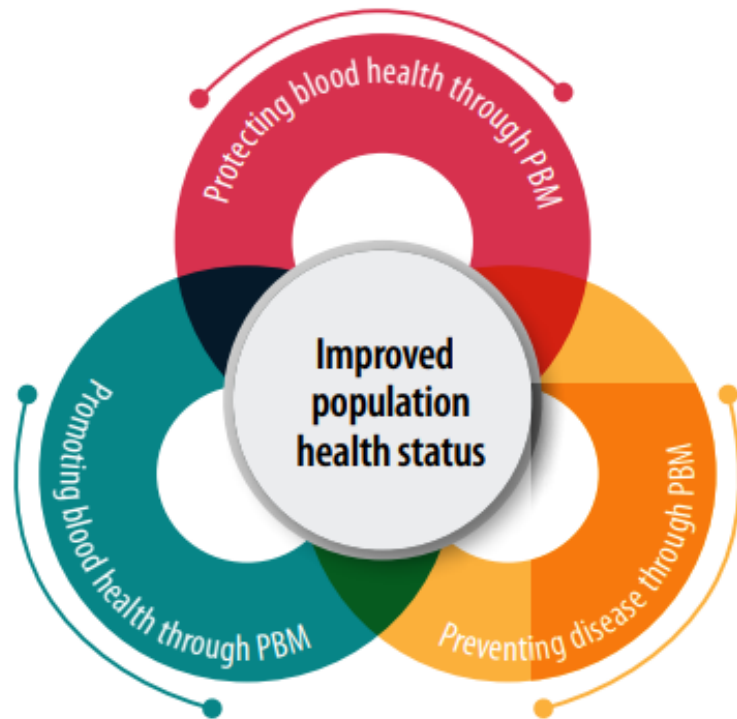 Protecting blood health through PBM
Improved
population
health status
Promoting blood health through PBM
Preventing disease through PBM